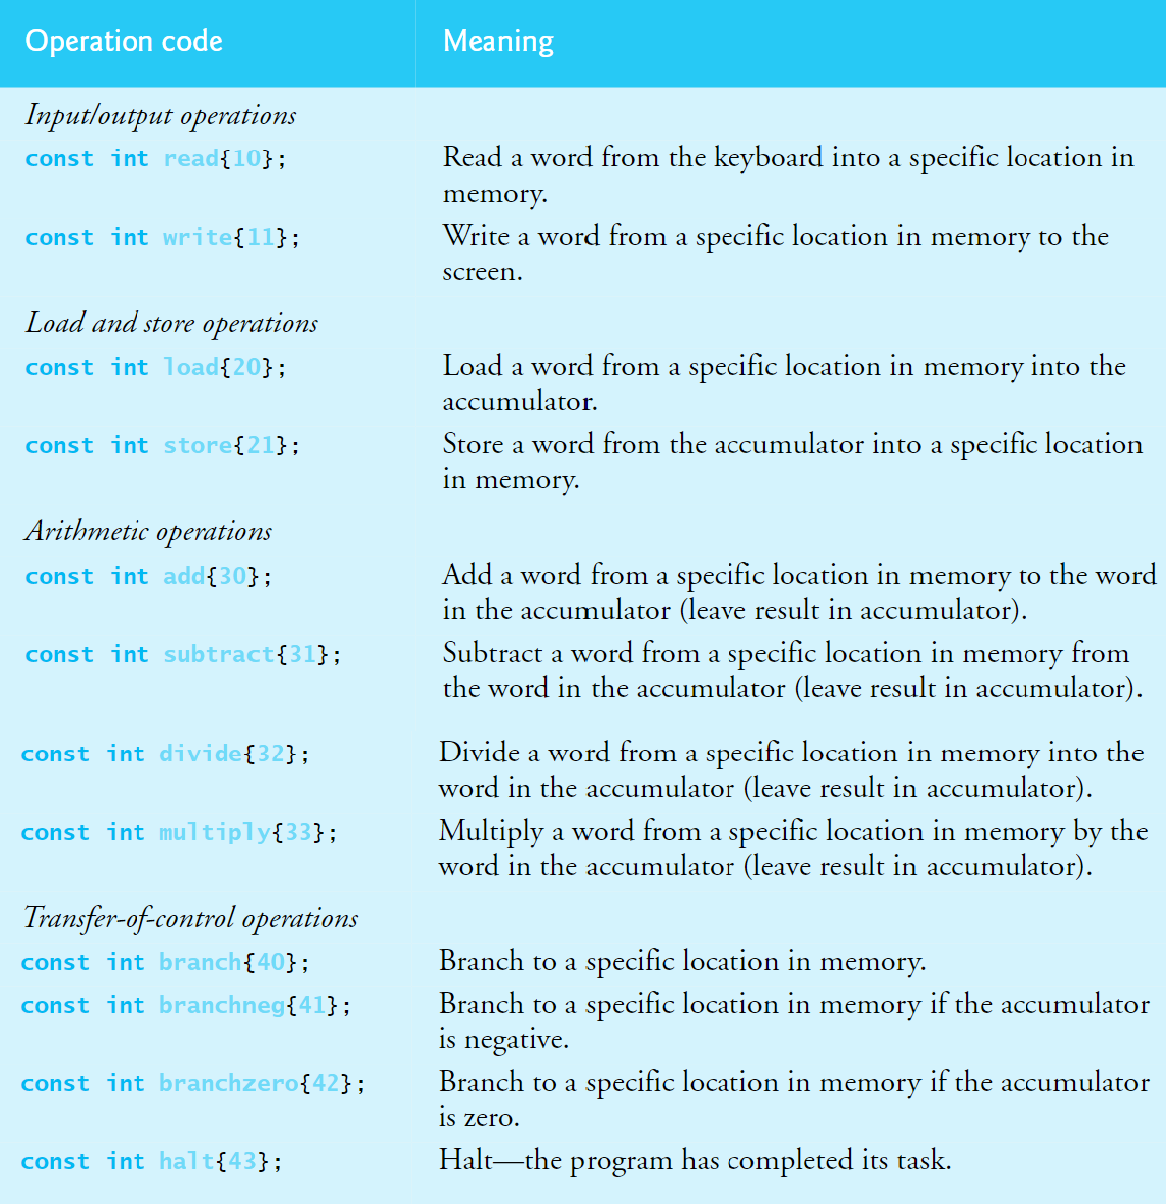 Operation code Meaning
Input/output operations
const int read{10}; Read a word from the keyboard into a specific location in
memory.
const int write{11}; Write a word from a specific location in memory to the
screen.
Load and store operations
const int load{20}; Load a word from a specific location in memory into the
accumulator.
const int store{21}; Store a word from the accumulator into a specific location
in memory.
Arithmetic operations
const int add{30}; Add a word from a specific location in memory to the word
in the accumulator (leave result in accumulator).
const int subtract{31}; Subtract a word from a specific location in memory from
the word in the accumulator (leave result in accumulator).
const int divide{32}; Divide a word from a specific location in memory into the
word in the accumulator (leave result in accumulator).
const int multiply{33}; Multiply a word from a specific location in memory by the
word in the accumulator (leave result in accumulator).
Transfer-of-control operations
const int branch{40}; Branch to a specific location in memory.
const int branchneg{41}; Branch to a specific location in memory if the accumulator
is negative.
const int branchzero{42}; Branch to a specific location in memory if the accumulator
is zero.
const int halt{43}; Halt—the program has completed its task.